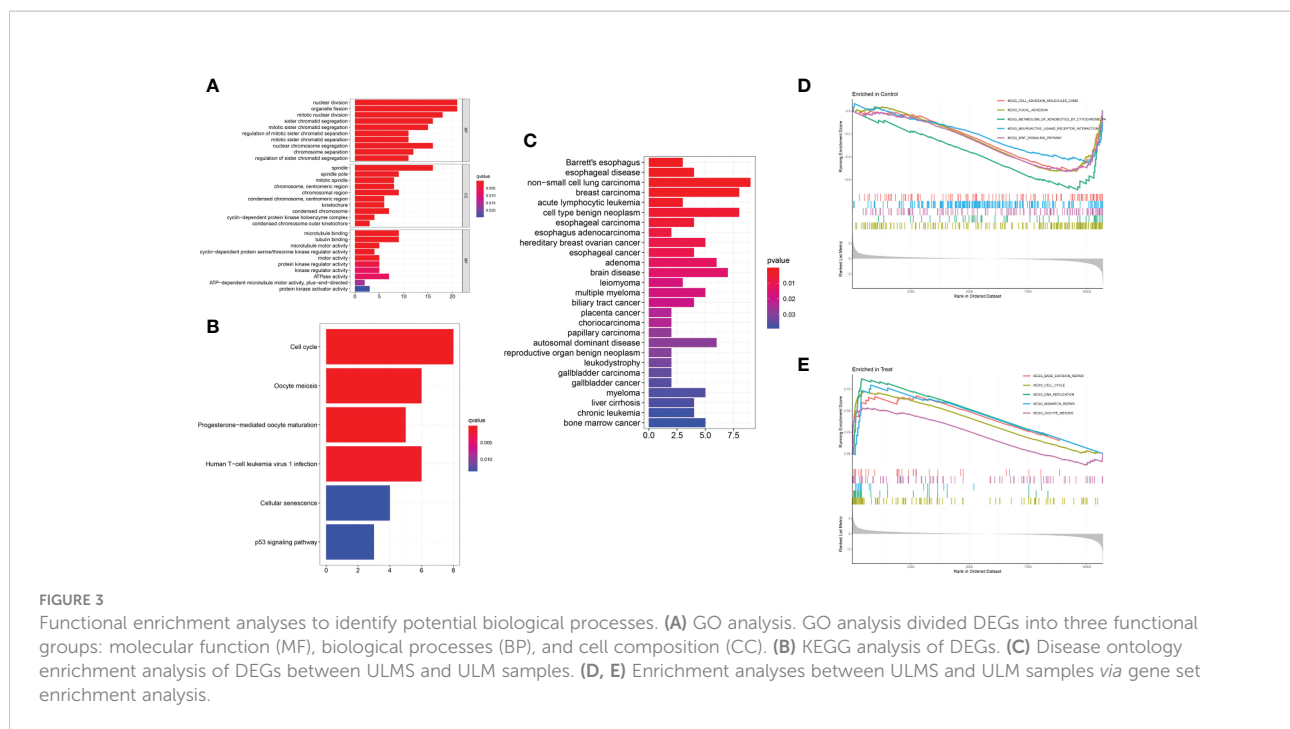 A
nuclear division
organelle fission
mitotic nuclear division
sister chromatid segregation
mitotic sister chromatid segregation
regulation of mitotic sister chromatid separation
mitotic sister chromatid separation
nuclear chromosome segregation
chromosome separation
regulation of sister chromatid segregation
BP
spindle
spindle pole
mitotic spindle
chromosome, centromeric region
chromosomal region
condensed chromosome, centromeric region
kinetochore
condensed chromosome
cyclin-dependent protein kinase holoenzyme complex
condensed chromosome outer kinetochore
CC
microtubule binding
tubulin binding
microtubule motor activity
cyclin-dependent protein serine/threonine kinase regulator activity
motor activity
protein kinase regulator activity
kinase regulator activity
ATPase activity
ATP-dependent microtubule motor activity, plus-end-directed
protein kinase activator activity
MF
0 5 10 15 20
qvalue
0.005
0.010
0.015
0.020
B
Cell cycle
Oocyte meiosis
Progesterone-mediated oocyte maturation
Human T-cell leukemia virus 1 infection
Cellular senescence
p53 signaling pathway
0 2 4 6 8
qvalue
0.005
0.010
C
Barrett's esophagus
esophageal disease
non-small cell lung carcinoma
breast carcinoma
acute lymphocytic leukemia
cell type benign neoplasm
esophageal carcinoma
esophagus adenocarcinoma
hereditary breast ovarian cancer
esophageal cancer
adenoma
brain disease
leiomyoma
multiple myeloma
biliary tract cancer
placenta cancer
choriocarcinoma
papillary carcinoma
autosomal dominant disease
reproductive organ benign neoplasm
leukodystrophy
gallbladder carcinoma
gallbladder cancer
myeloma
liver cirrhosis
chronic leukemia
bone marrow cancer
0.0 2.5 5.0 7.5
pvalue
0.01
0.02
0.03
D
Enriched in Control
KEGG_CELL_ADHESION_MOLECULES_CAMS
KEGG_FOCAL_ADHESION
KEGG_METABOLISM_OF_XENOBIOTICS_BY_CYTOCHROME
KEGG_NEUROACTIVE_LIGAND_RECEPTOR_INTERACTION
KEGG_WNT_SIGNALING_PATHWAY
Running Enrichment Score
Ranked List Metric
Rank in Ordered Dataset
E
Enriched in Treat
KEGG_BASE_EXCISION_REPAIR
KEGG_CELL_CYCLE
KEGG_DNA_REPLICATION
KEGG_MISMATCH_REPAIR
KEGG_OOCYTE_MEIOSIS
Running Enrichment Score
Ranked List Metric
Rank in Ordered Dataset
FIGURE 3
Functional enrichment analyses to identify potential biological processes. (A) GO analysis. GO analysis divided DEGs into three functional
groups: molecular function (MF), biological processes (BP), and cell composition (CC). (B) KEGG analysis of DEGs. (C) Disease ontology
enrichment analysis of DEGs between ULMS and ULM samples. (D, E) Enrichment analyses between ULMS and ULM samples via gene set
enrichment analysis.